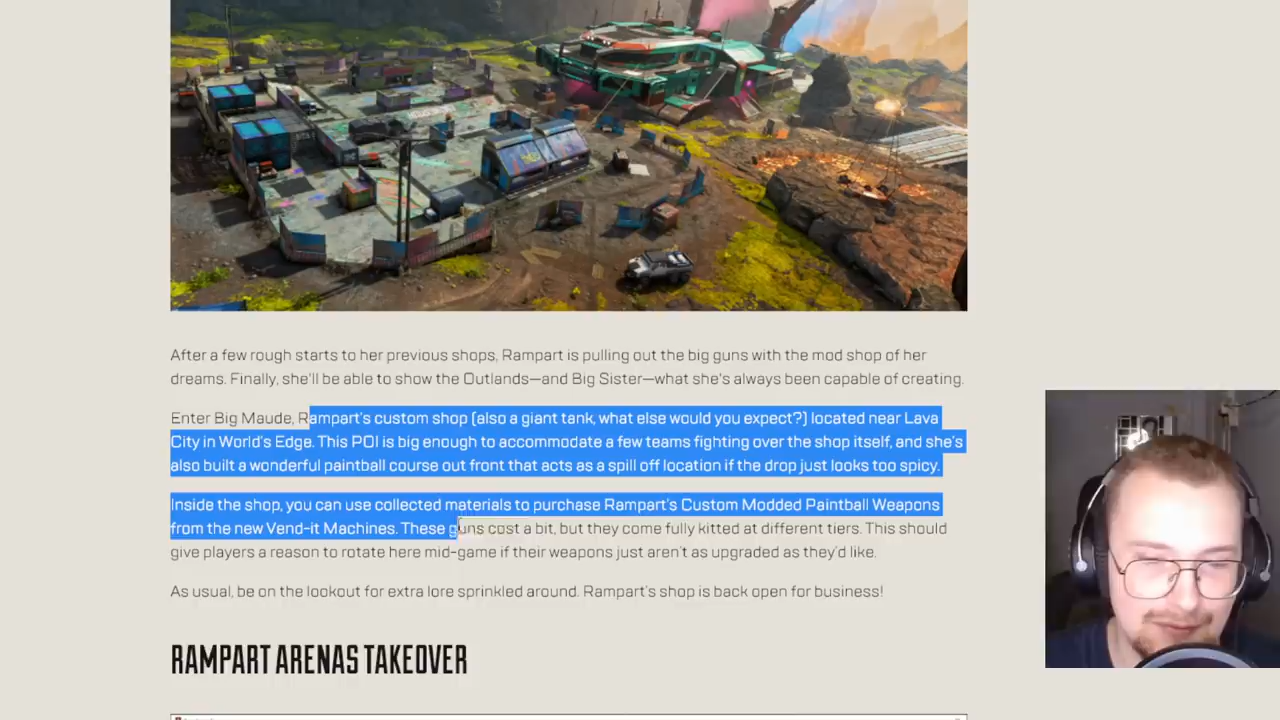 After a few rough starts to her previous shops, Rampart is pulling out the big guns with the mod shop of her
dreams. Finally, she'll be able to show the Outlands—and Big Sister—what she's always been capable of creating.
Enter Big Maude, Rampart's custom shop (also a giant tank, what else would you expect?) located near Lava
City in World's Edge. This POI is big enough to accommodate a few teams fighting over the shop itself, and she's
also built a wonderful paintball course out front that acts as a spill off location if the drop just looks too spicy.
Inside the shop, you can use collected materials to purchase Rampart's Custom Modded Paintball Weapons
from the new Vend-it Machines. These guns cost a bit, but they come fully kitted at different tiers. This should
give players a reason to rotate here mid-game if their weapons just aren't as upgraded as they'd like.
As usual, be on the lookout for extra lore sprinkled around. Rampart's shop is back open for business!
RAMPART ARENAS TAKEOVER